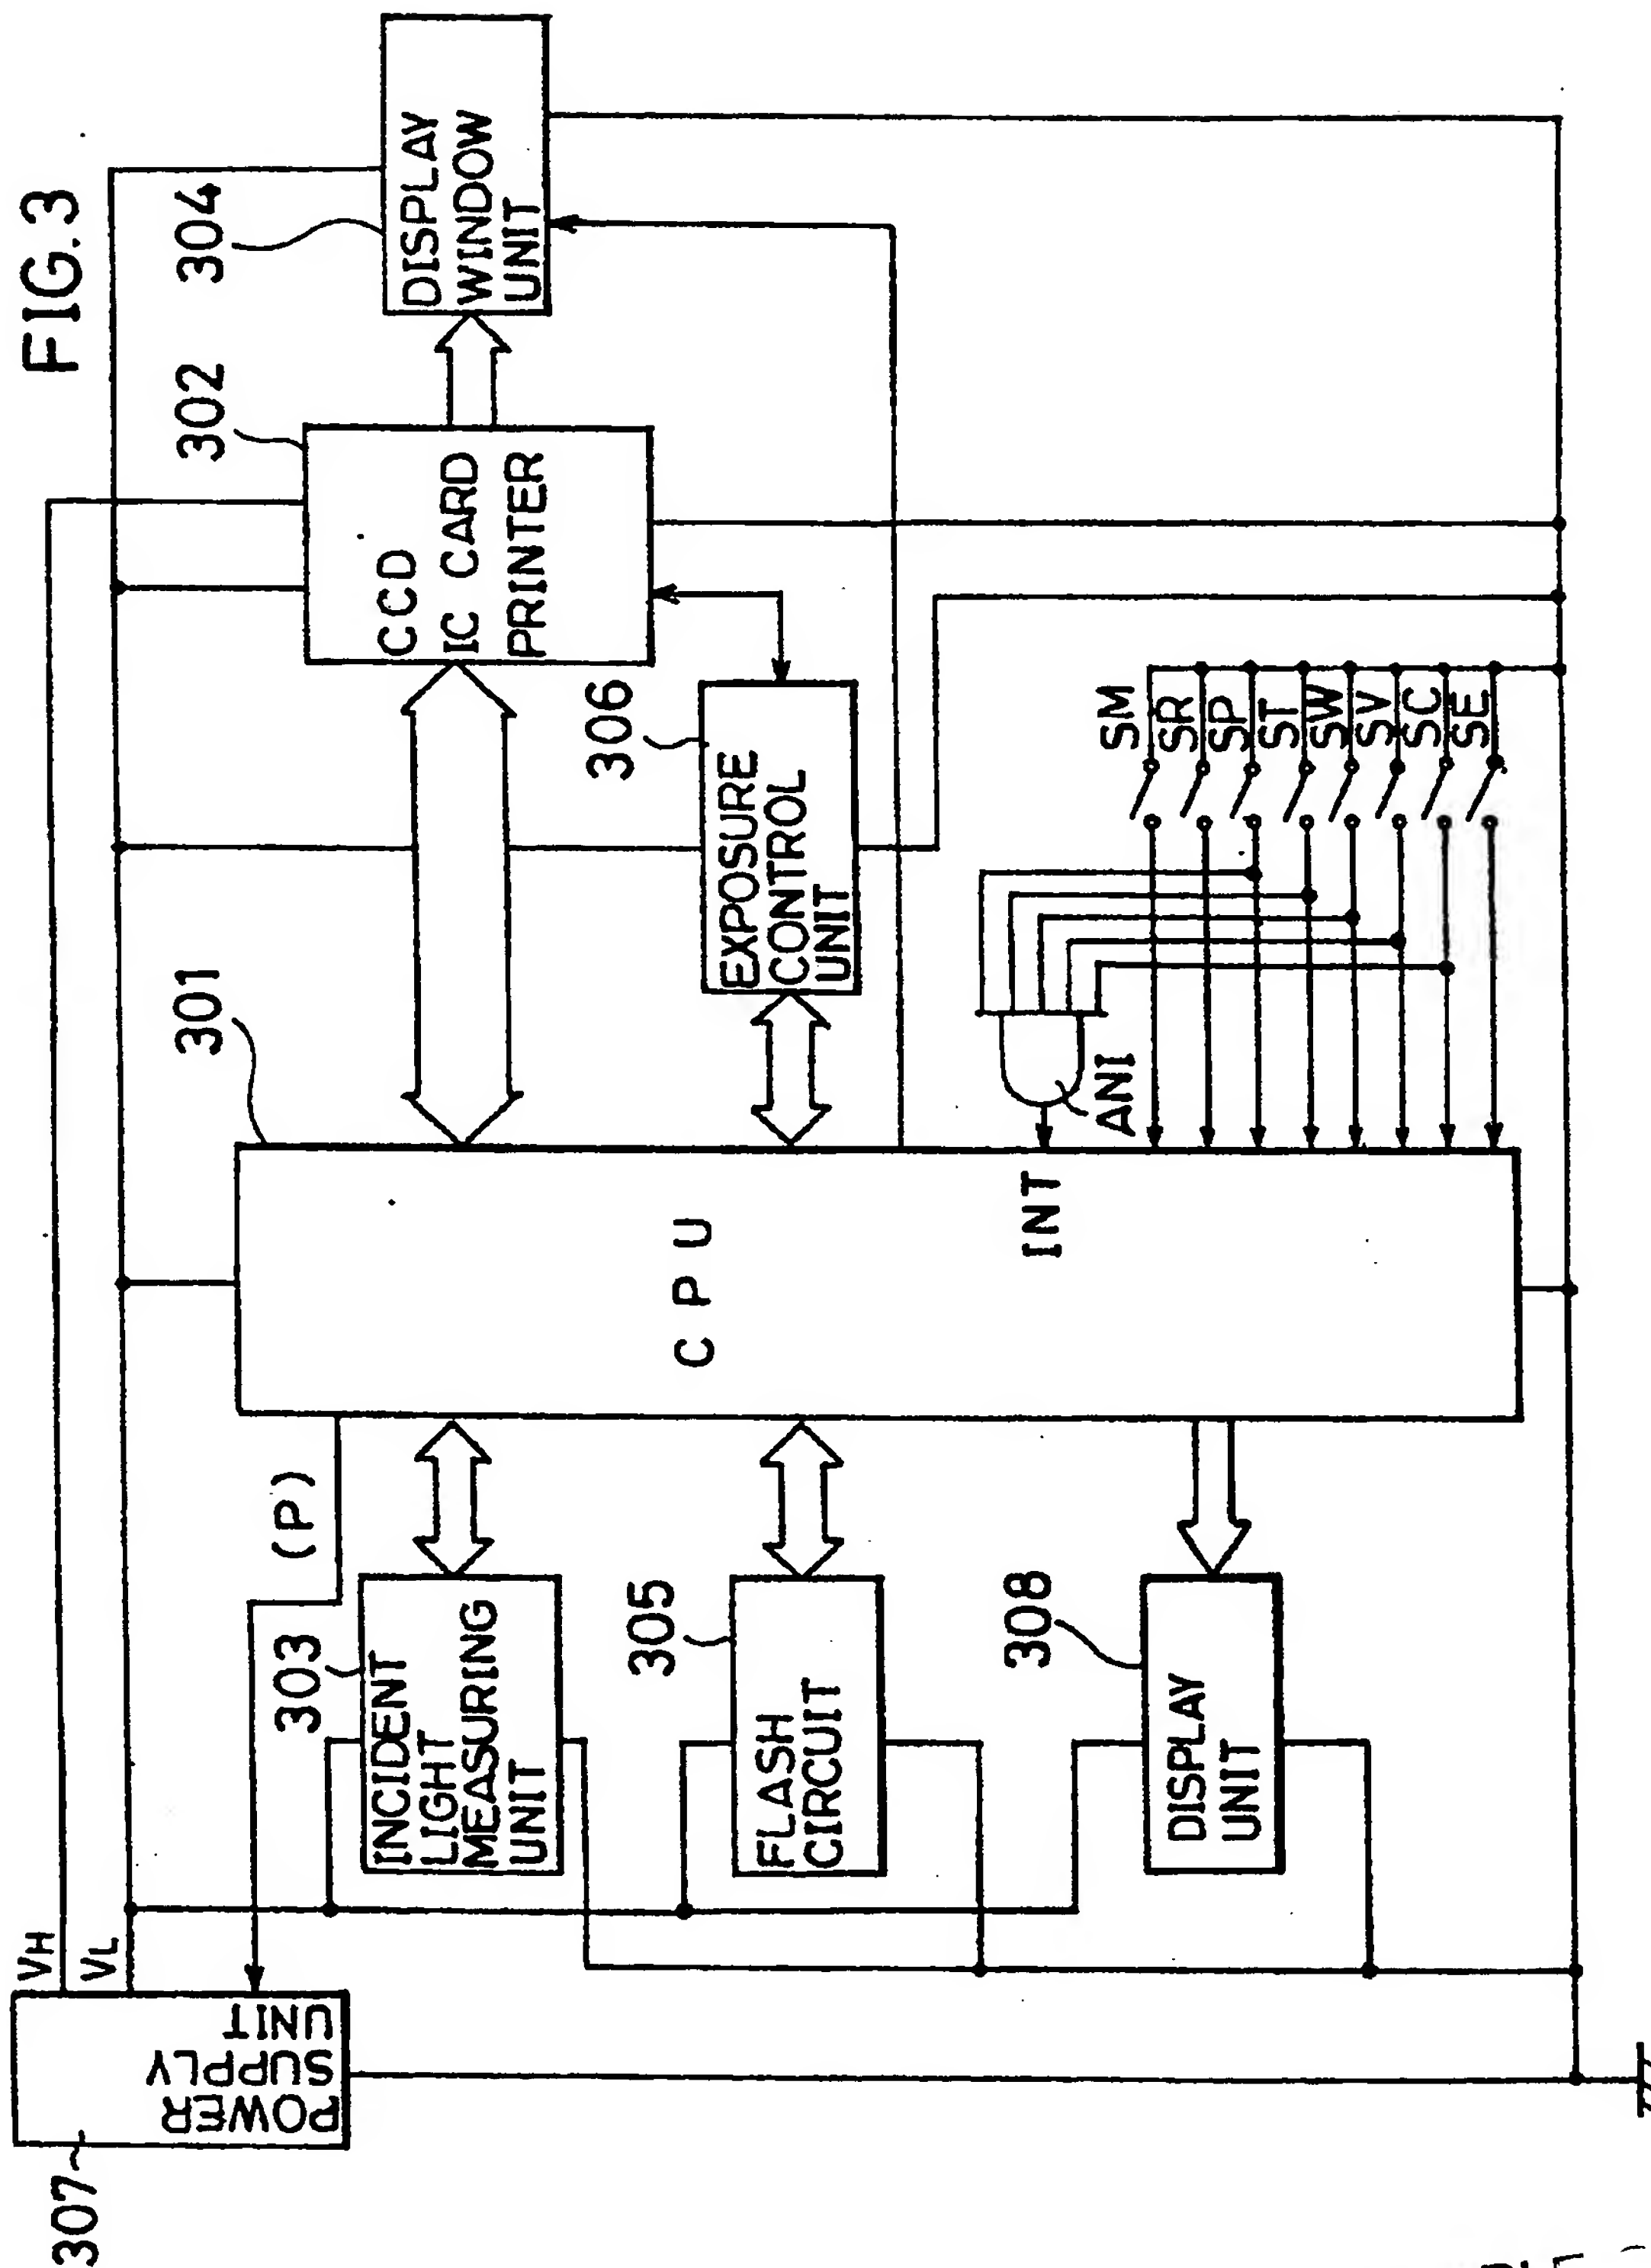 FIG.3
307
POWER
SUPPLY
UNIT
VH
VL
(P)
301
CPU
INT
302
CCD
IC CARD
PRINTER
304
DISPLAY
WINDOW
UNIT
303
INCIDENT
LIGHT
MEASURING
UNIT
305
FLASH
CIRCUIT
306
EXPOSURE
CONTROL
UNIT
308
DISPLAY
UNIT
ANI
SM
SR
SP
ST
SW
SV
SC
SE